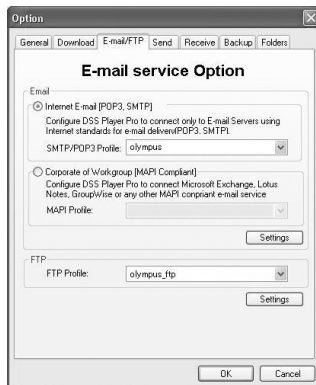 Option
General Download E-mail/FTP Send Receive Backup Folders
E-mail service Option
Email
Internet E-mail [POP3, SMTP]
Configure DSS Player Pro to connect only to E-mail Servers using
Internet standards for e-mail delivery(POP3. SMTP).
SMTP/POP3 Profile: olympus
Corporate of Workgroup [MAPI Compliant]
Configure DSS Player Pro to connect Microsoft Exchange, Lotus
Notes, GroupWise or any other MAPI conpriant e-mail service
MAPI Profile:
Settings
FTP
FTP Profile: olympus_ftp
Settings
OK Cancel